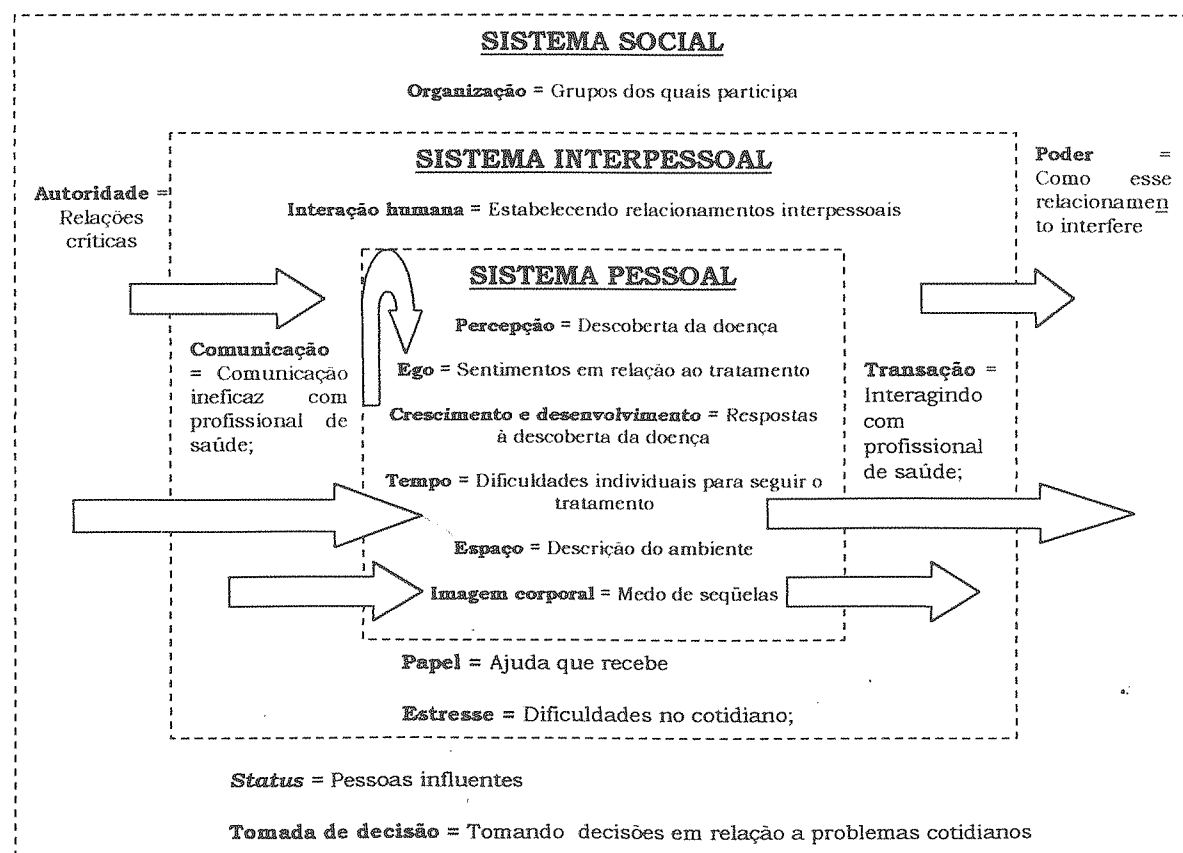 SISTEMA SOCIAL
Organização = Grupos dos quais participa
SISTEMA INTERPESSOAL
Interação humana = Estabelecendo relacionamentos interpessoais
Autoridade =
Relações
críticas
Poder =
Como esse
relacionamen
to interfere
SISTEMA PESSOAL
Percepção = Descoberta da doença
Ego = Sentimentos em relação ao tratamento
Crescimento e desenvolvimento = Respostas
à descoberta da doença
Tempo = Dificuldades individuais para seguir o
tratamento
Espaço = Descrição do ambiente
Imagem corporal = Medo de seqüelas
Comunicação
= Comunicação
ineficaz com
profissional de
saúde;
Transação =
Interagindo
com
profissional
de saúde;
Papel = Ajuda que recebe
Estresse = Dificuldades no cotidiano;
Status = Pessoas influentes
Tomada de decisão = Tomando decisões em relação a problemas cotidianos